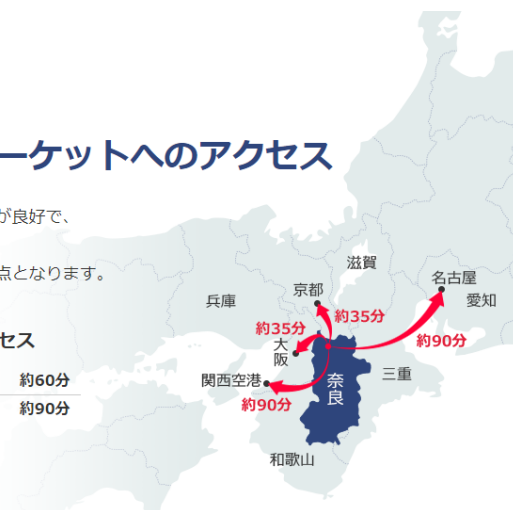 ーケットへのアクセス
が良好で、
点となります。
セス
約60分
約90分
滋賀
京都
名古屋
愛知
兵庫
約35分
約35分
大阪
約90分
関西空港
奈良
三重
約90分
和歌山